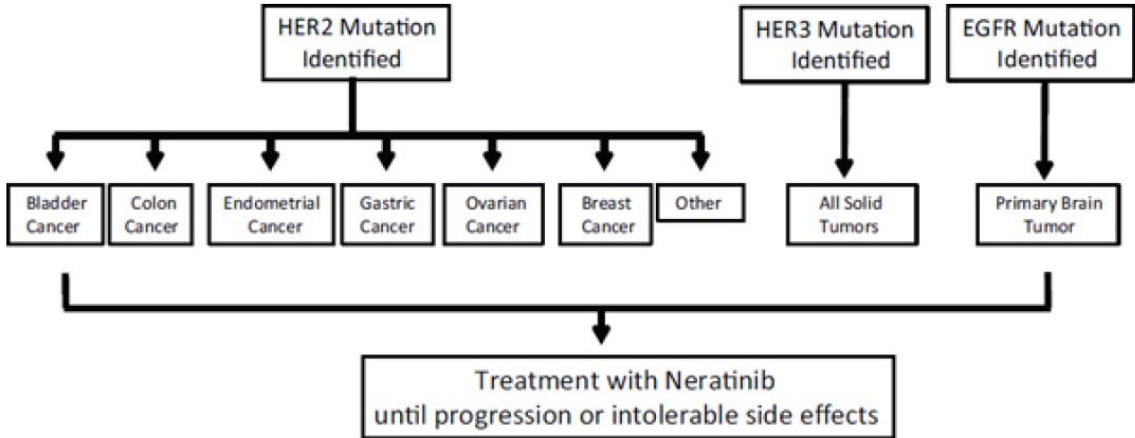 HER2 Mutation
Identified
HER3 Mutation
Identified
EGFR Mutation
Identified
Bladder
Cancer
Colon
Cancer
Endometrial
Cancer
Gastric
Cancer
Ovarian
Cancer
Breast
Cancer
Other
All Solid
Tumors
Primary Brain
Tumor
Treatment with Neratinib
until progression or intolerable side effects